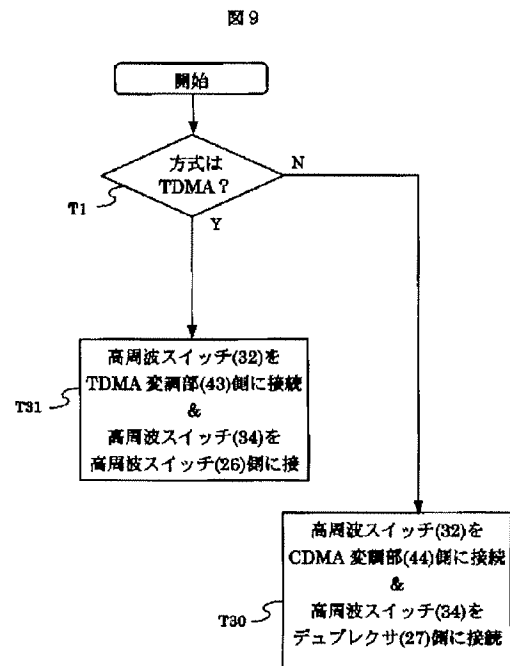 図9
開始
方式は
TDMA？
N
T1
Y
高周波スイッチ(32)を
TDMA 変調部(43)側に接続
&
高周波スイッチ(34)を
高周波スイッチ(26)側に接
T31
高周波スイッチ(32)を
CDMA 変調部(44)側に接続
&
高周波スイッチ(34)を
デュプレクサ(27)側に接続
T30